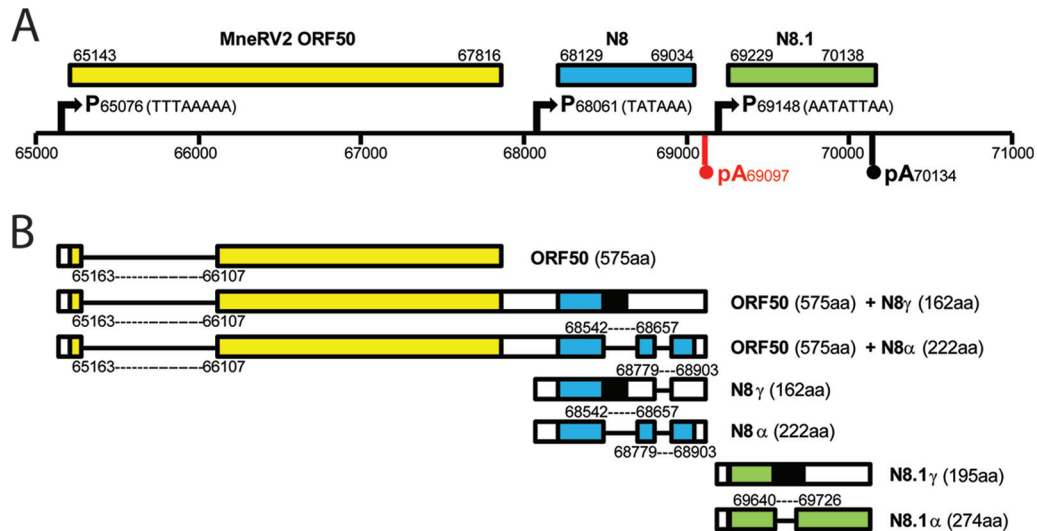 A
MneRV2 ORF50 N8 N8.1
65143 67816 68129 69034 69229 70138
P65076 (TTTAAAAA) P68061 (TATAAA) P69148 (AATATTAA)
65000 66000 67000 68000 69000 70000 71000
pA69097 pA70134
B
ORF50 (575aa)
65163---------------66107
ORF50 (575aa) + N8γ (162aa)
65163---------------66107
68542-----68657
ORF50 (575aa) + N8α (222aa)
65163---------------66107
68779---68903
N8γ (162aa)
68542-----68657
N8α (222aa)
68779---68903
N8.1γ (195aa)
69640----69726
N8.1α (274aa)